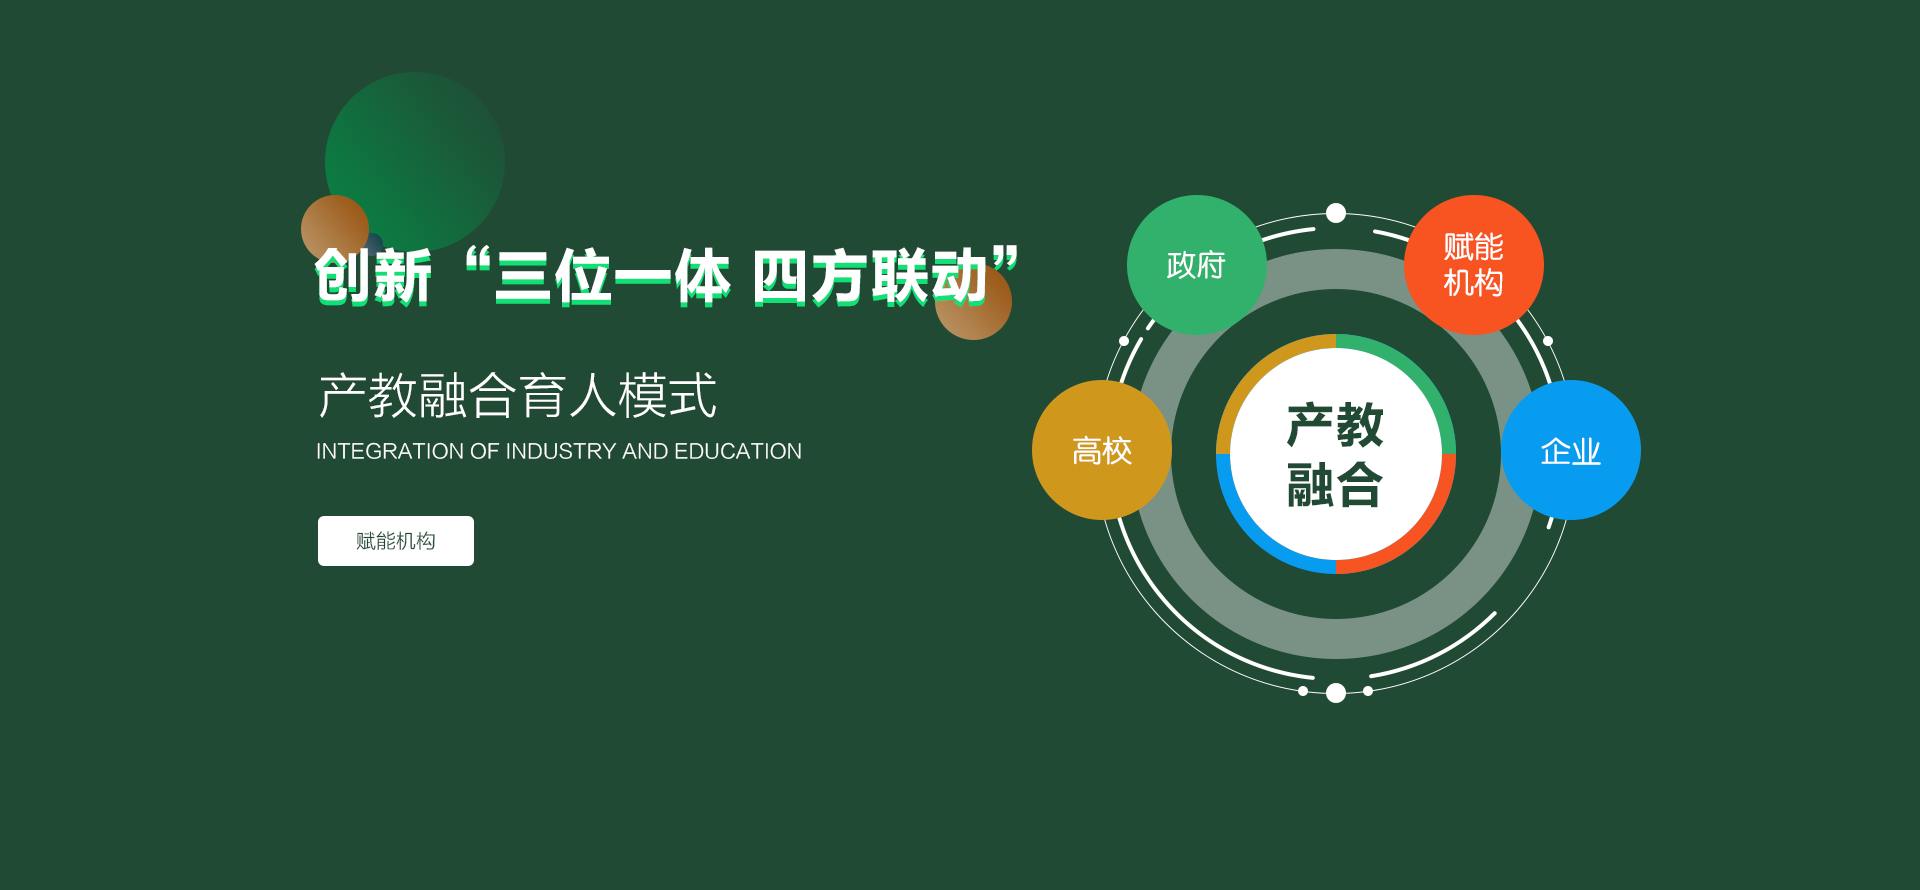 创新“三位一体 四方联动”
产教融合育人模式
INTEGRATION OF INDUSTRY AND EDUCATION
赋能机构
政府
赋能
机构
高校
产教
融合
企业